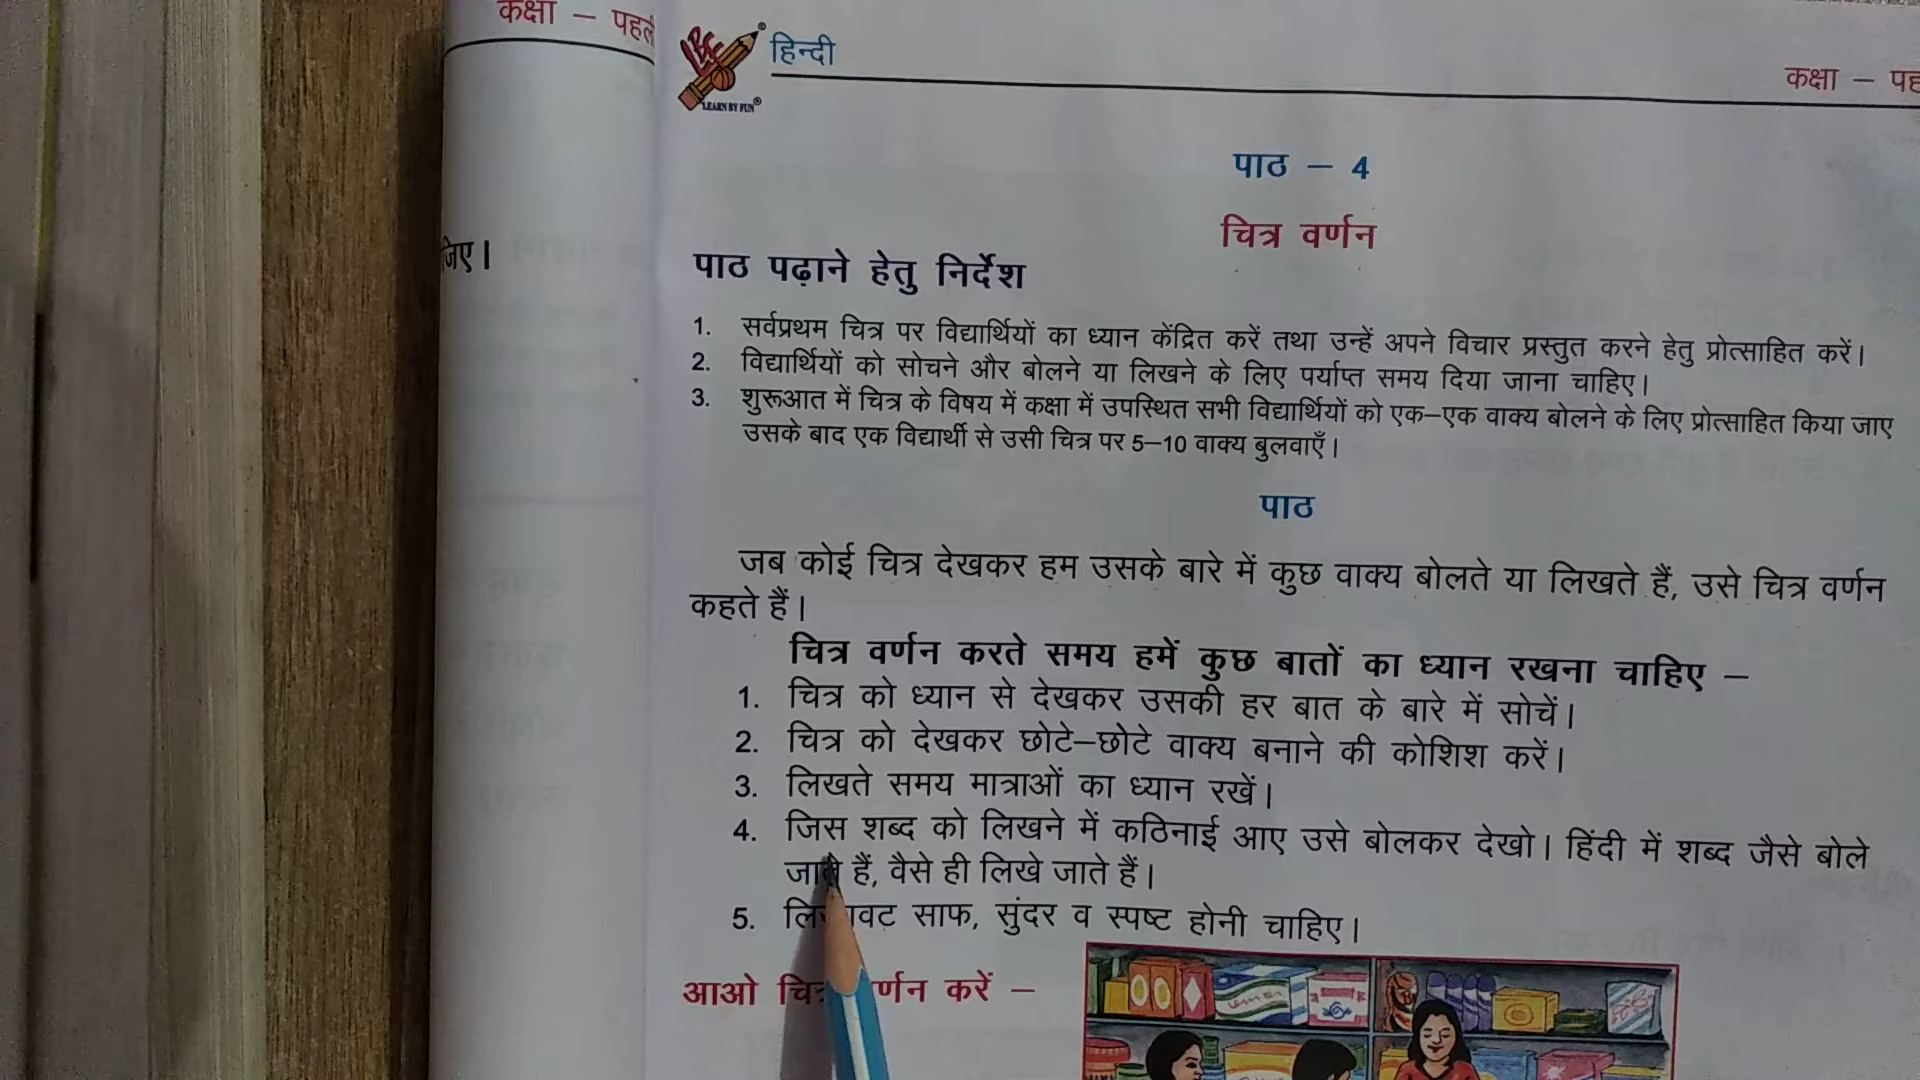 कक्षा – पहली
जिए।
LEARN BY FUN®
हिन्दी
कक्षा –
पाठ – 4
चित्र वर्णन
पाठ पढ़ाने हेतु निर्देश
1. सर्वप्रथम चित्र पर विद्यार्थियों का ध्यान केंद्रित करें तथा उन्हें अपने विचार प्रस्तुत करने हेतु प्रोत्साहित करें।
2. विद्यार्थियों को सोचने और बोलने या लिखने के लिए पर्याप्त समय दिया जाना चाहिए।
3. शुरूआत में चित्र के विषय में कक्षा में उपस्थित सभी विद्यार्थियों को एक–एक वाक्य बोलने के लिए प्रोत्साहित किया जाए
उसके बाद एक विद्यार्थी से उसी चित्र पर 5–10 वाक्य बुलवाएँ।
पाठ
जब कोई चित्र देखकर हम उसके बारे में कुछ वाक्य बोलते या लिखते हैं, उसे चित्र वर्णन
कहते हैं।
चित्र वर्णन करते समय हमें कुछ बातों का ध्यान रखना चाहिए –
1. चित्र को ध्यान से देखकर उसकी हर बात के बारे में सोचें।
2. चित्र को देखकर छोटे–छोटे वाक्य बनाने की कोशिश करें।
3. लिखते समय मात्राओं का ध्यान रखें।
4. जिस शब्द को लिखने में कठिनाई आए उसे बोलकर देखो। हिंदी में शब्द जैसे बोले
जाते हैं, वैसे ही लिखे जाते हैं।
5. लिखावट साफ, सुंदर व स्पष्ट होनी चाहिए।
आओ चित्र वर्णन करें –